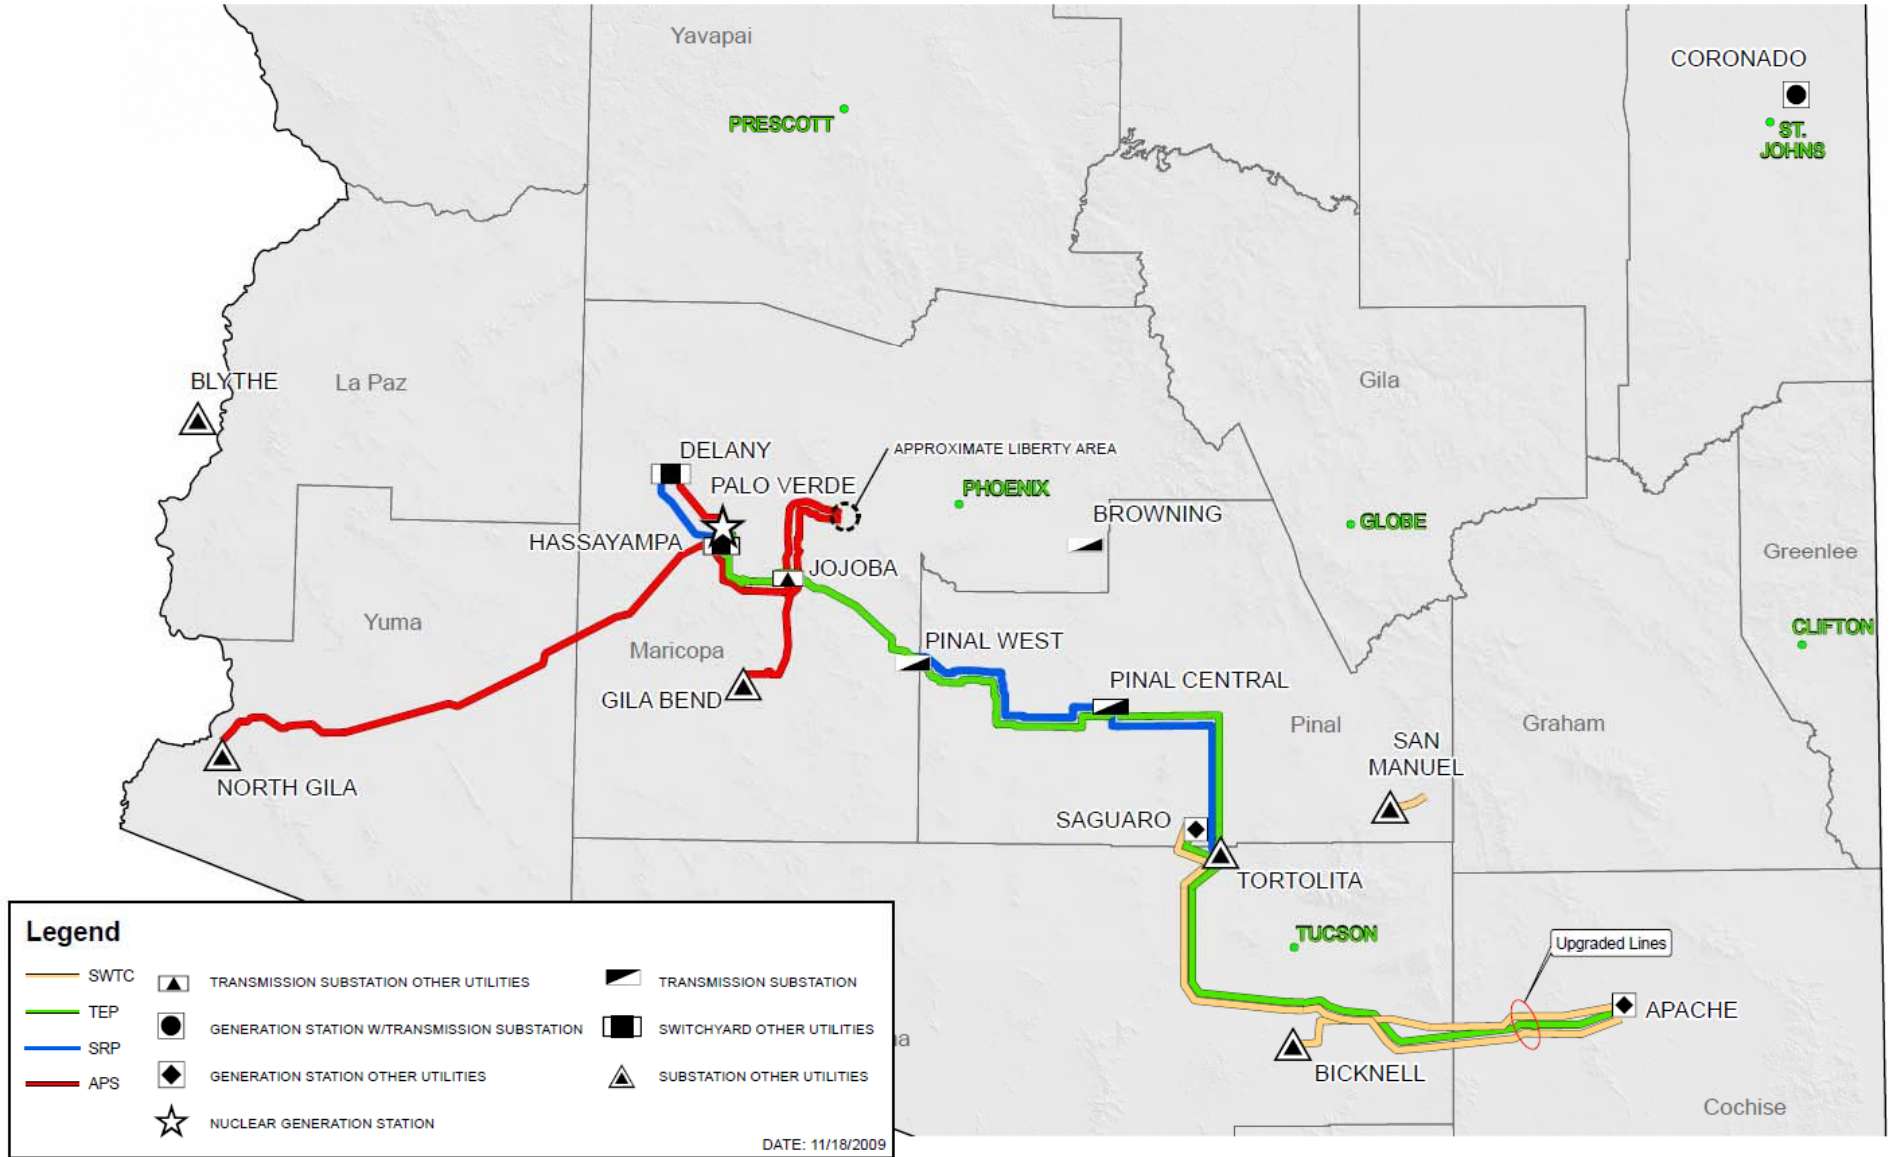 Yavapai
CORONADO
PRESCOTT
ST.
JOHNS
BLYTHE
La Paz
Gila
DELANY
APPROXIMATE LIBERTY AREA
PALO VERDE
PHOENIX
BROWNING
GLOBE
HASSAYAMPA
Greenlee
JOJOBA
Yuma
CLIFTON
Maricopa
PINAL WEST
GILA BEND
PINAL CENTRAL
Pinal
Graham
SAN
MANUEL
NORTH GILA
SAGUARO
TORTOLITA
TUCSON
Upgraded Lines
APACHE
BICKNELL
Cochise
na
Legend
SWTC
TEP
SRP
APS
TRANSMISSION SUBSTATION OTHER UTILITIES
GENERATION STATION W/TRANSMISSION SUBSTATION
GENERATION STATION OTHER UTILITIES
NUCLEAR GENERATION STATION
TRANSMISSION SUBSTATION
SWITCHYARD OTHER UTILITIES
SUBSTATION OTHER UTILITIES
DATE: 11/18/2009